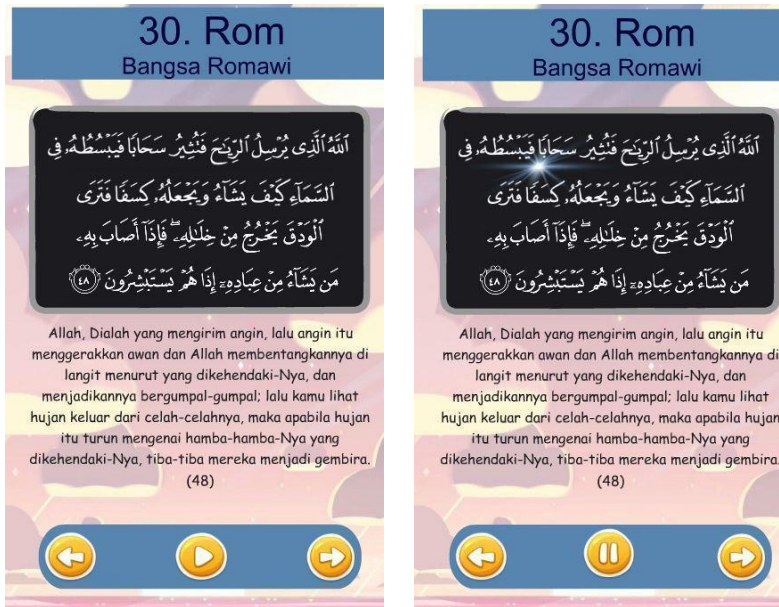 30. Rom
Bangsa Romawi
ٱللَّهُ ٱلَّذِى يُرْسِلُ ٱلرِّيَٰحَ فَتُثِيرُ سَحَابًا فَيَبْسُطُهُۥ فِى
ٱلسَّمَآءِ كَيْفَ يَشَآءُ وَيَجْعَلُهُۥ كِسَفًا فَتَرَى
ٱلْوَدْقَ يَخْرُجُ مِنْ خِلَٰلِهِۦ ۖ فَإِذَآ أَصَابَ بِهِۦ
مَن يَشَآءُ مِنْ عِبَادِهِۦٓ إِذَا هُمْ يَسْتَبْشِرُونَ ٤٨
Allah, Dialah yang mengirim angin, lalu angin itu
menggerakkan awan dan Allah membentangkannya di
langit menurut yang dikehendaki-Nya, dan
menjadikannya bergumpal-gumpal; lalu kamu lihat
hujan keluar dari celah-celahnya, maka apabila hujan
itu turun mengenai hamba-hamba-Nya yang
dikehendaki-Nya, tiba-tiba mereka menjadi gembira.
(48)
30. Rom
Bangsa Romawi
ٱللَّهُ ٱلَّذِى يُرْسِلُ ٱلرِّيَٰحَ فَتُثِيرُ سَحَابًا فَيَبْسُطُهُۥ فِى
ٱلسَّمَآءِ كَيْفَ يَشَآءُ وَيَجْعَلُهُۥ كِسَفًا فَتَرَى
ٱلْوَدْقَ يَخْرُجُ مِنْ خِلَٰلِهِۦ ۖ فَإِذَآ أَصَابَ بِهِۦ
مَن يَشَآءُ مِنْ عِبَادِهِۦٓ إِذَا هُمْ يَسْتَبْشِرُونَ ٤٨
Allah, Dialah yang mengirim angin, lalu angin itu
menggerakkan awan dan Allah membentangkannya di
langit menurut yang dikehendaki-Nya, dan
menjadikannya bergumpal-gumpal; lalu kamu lihat
hujan keluar dari celah-celahnya, maka apabila hujan
itu turun mengenai hamba-hamba-Nya yang
dikehendaki-Nya, tiba-tiba mereka menjadi gembira.
(48)